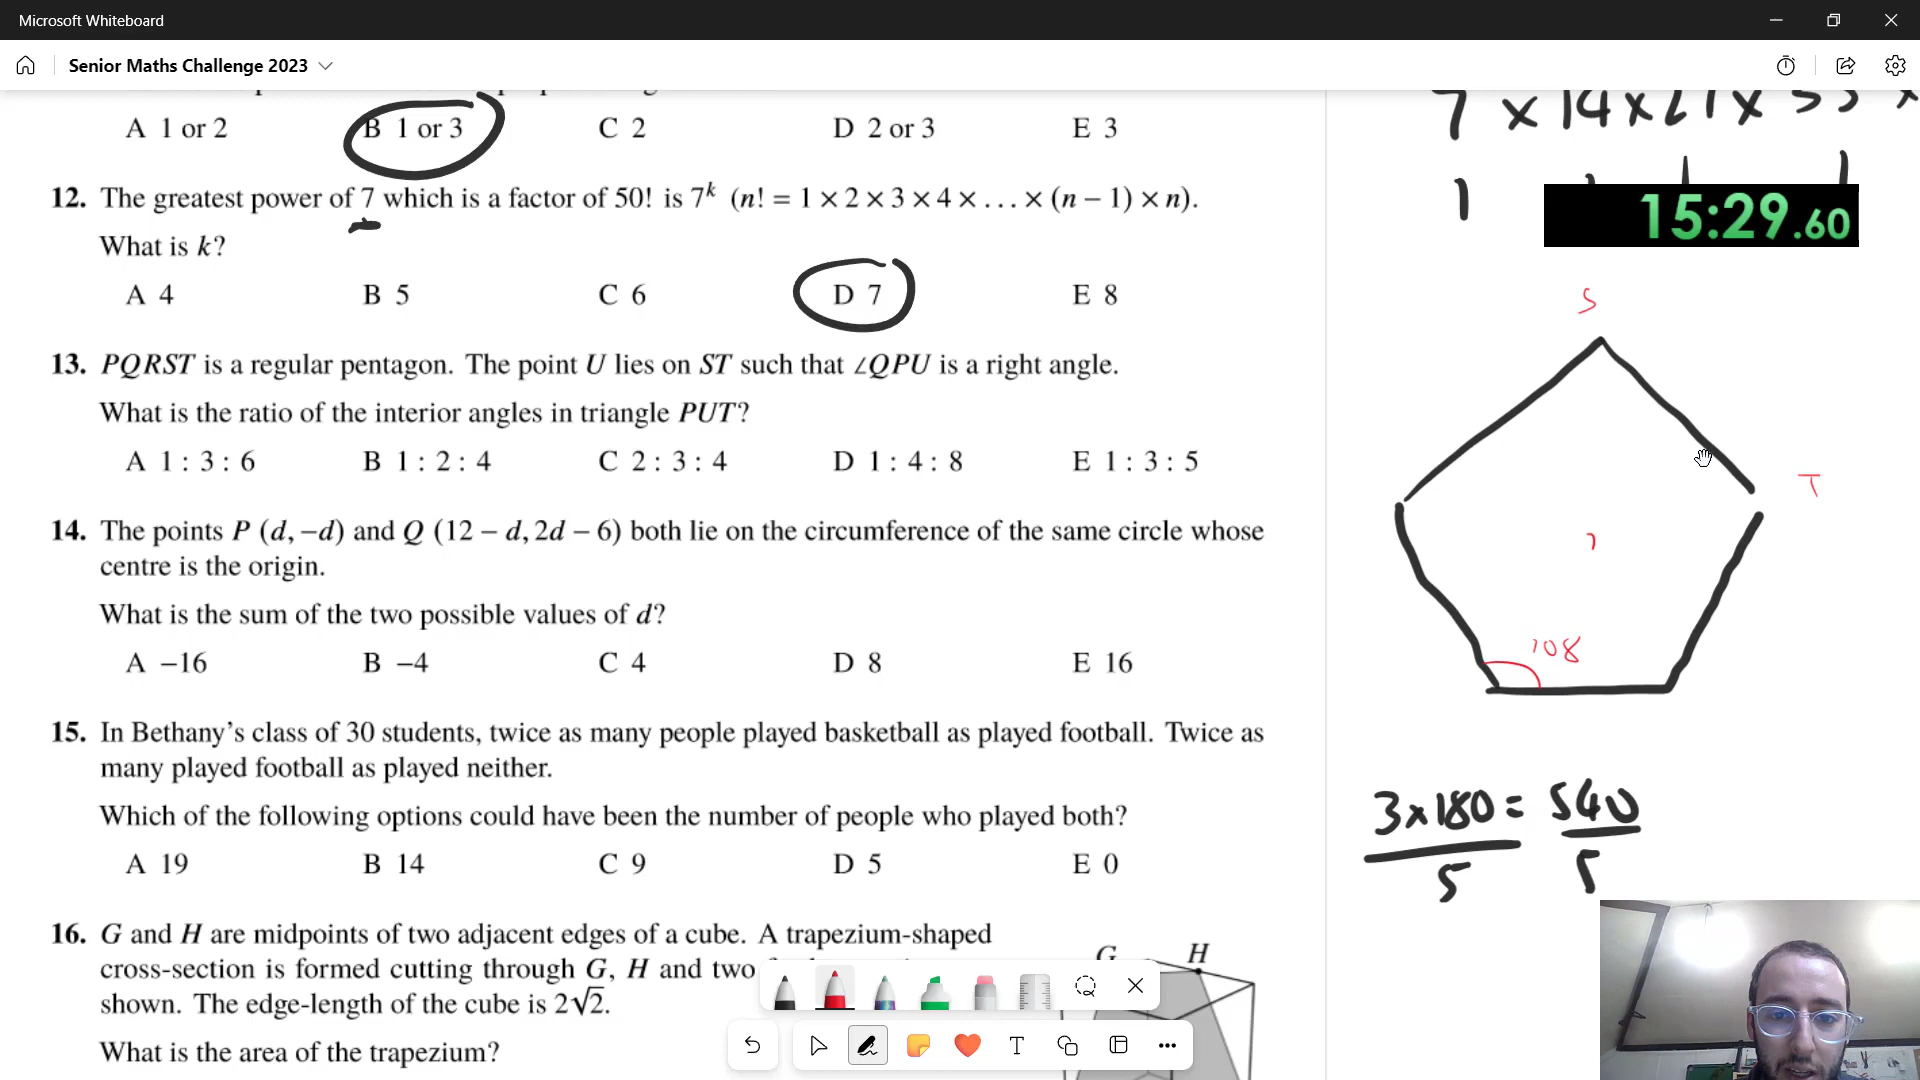 Microsoft Whiteboard
Senior Maths Challenge 2023
A 1 or 2 B 1 or 3 C 2 D 2 or 3 E 3
12. The greatest power of 7 which is a factor of 50! is 7^k (n! = 1 × 2 × 3 × 4 × . . . × (n − 1) × n).
What is k?
A 4 B 5 C 6 D 7 E 8
13. PQRST is a regular pentagon. The point U lies on ST such that ∠QPU is a right angle.
What is the ratio of the interior angles in triangle PUT?
A 1 : 3 : 6 B 1 : 2 : 4 C 2 : 3 : 4 D 1 : 4 : 8 E 1 : 3 : 5
14. The points P (d, −d) and Q (12 − d, 2d − 6) both lie on the circumference of the same circle whose
centre is the origin.
What is the sum of the two possible values of d?
A −16 B −4 C 4 D 8 E 16
15. In Bethany's class of 30 students, twice as many people played basketball as played football. Twice as
many played football as played neither.
Which of the following options could have been the number of people who played both?
A 19 B 14 C 9 D 5 E 0
16. G and H are midpoints of two adjacent edges of a cube. A trapezium-shaped
cross-section is formed cutting through G, H and two
shown. The edge-length of the cube is 2√2.
What is the area of the trapezium?
G H
7 × 14 × 21 ×
1
15:29.60
S
T
108
3×180 = 540
5 5